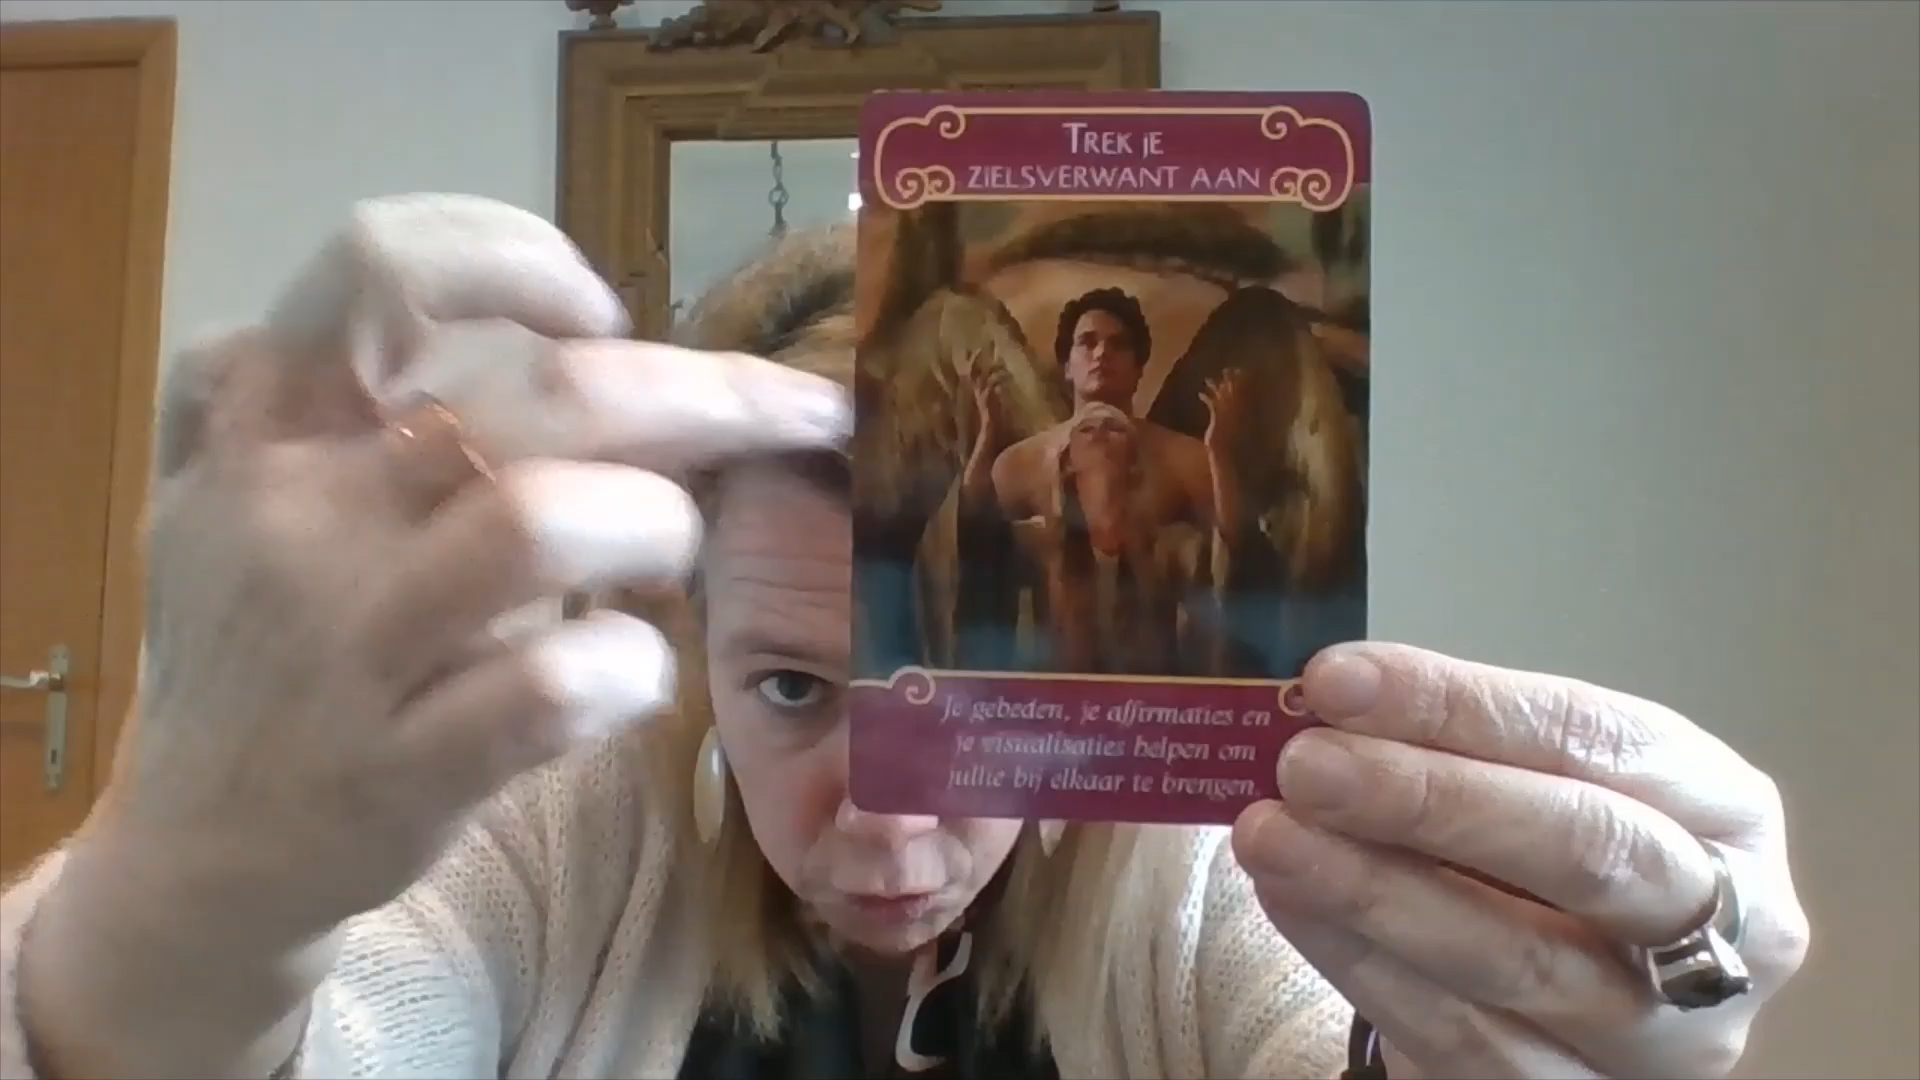 TREK JE
ZIELSVERWANT AAN
Je gebeden, je affirmaties en
je visualisaties helpen om
jullie bij elkaar te brengen.